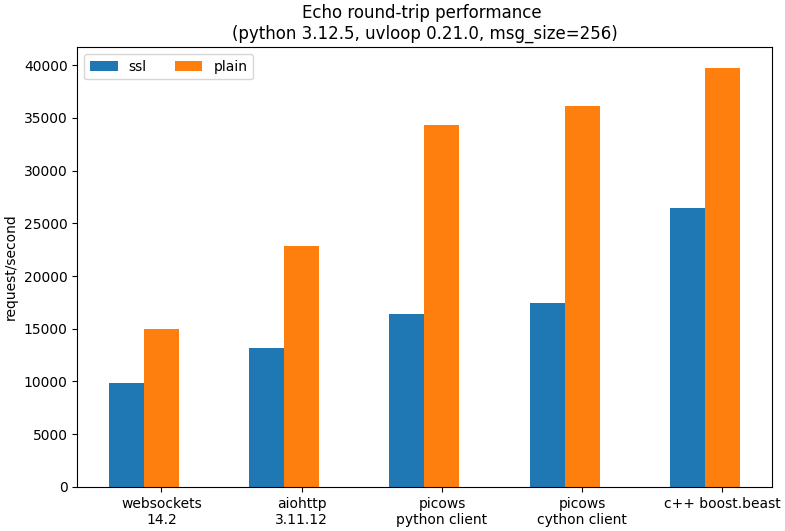 Echo round-trip performance
(python 3.12.5, uvloop 0.21.0, msg_size=256)
ssl
plain
request/second
40000
35000
30000
25000
20000
15000
10000
5000
0
websockets
14.2
aiohttp
3.11.12
picows
python client
picows
cython client
c++ boost.beast